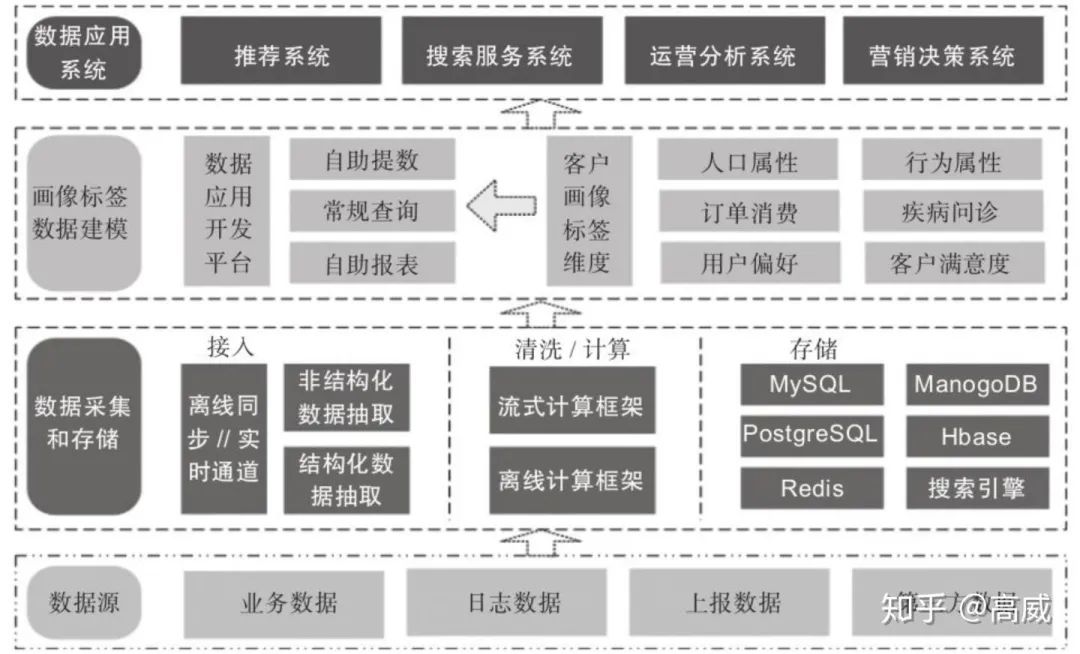 数据应用
系统
推荐系统
搜索服务系统
运营分析系统
营销决策系统
画像标签
数据建模
数据
应用
开发
平台
自助提数
常规查询
自助报表
客户
画像
标签
维度
人口属性
行为属性
订单消费
疾病问诊
用户偏好
客户满意度
数据采集
和存储
接入
离线同
步 // 实
时通道
非结构化
数据抽取
结构化数
据抽取
清洗 / 计算
流式计算框架
离线计算框架
存储
MySQL
ManogoDB
PostgreSQL
Hbase
Redis
搜索引擎
数据源
业务数据
日志数据
上报数据
知乎 @高威